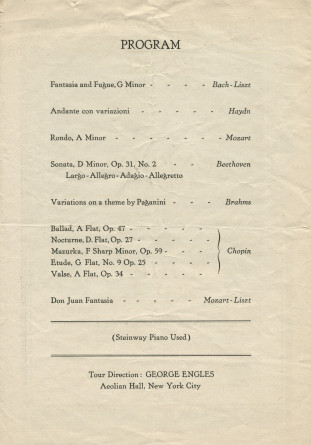 PROGRAM
Fantasia and Fugue, G Minor - - - - Bach-Liszt
Andante con variazioni - - - - - Haydn
Rondo, A Minor - - - - - - - Mozart
Sonata, D Minor, Op. 31, No. 2 - - Beethoven
Largo-Allegro-Adagio-Allegretto
Variations on a theme by Paganini - - - Brahms
Ballad, A Flat, Op. 47 - - - - -
Nocturne, D. Flat, Op. 27 - - - - -
Mazurka, F Sharp Minor, Op. 59 - - - -
Etude, G Flat, No. 9 Op. 25 - - - - Chopin
Valse, A Flat, Op. 34 - - - - -
Don Juan Fantasia - - - - - Mozart-Liszt
(Steinway Piano Used)
Tour Direction: GEORGE ENGLES
Aeolian Hall, New York City